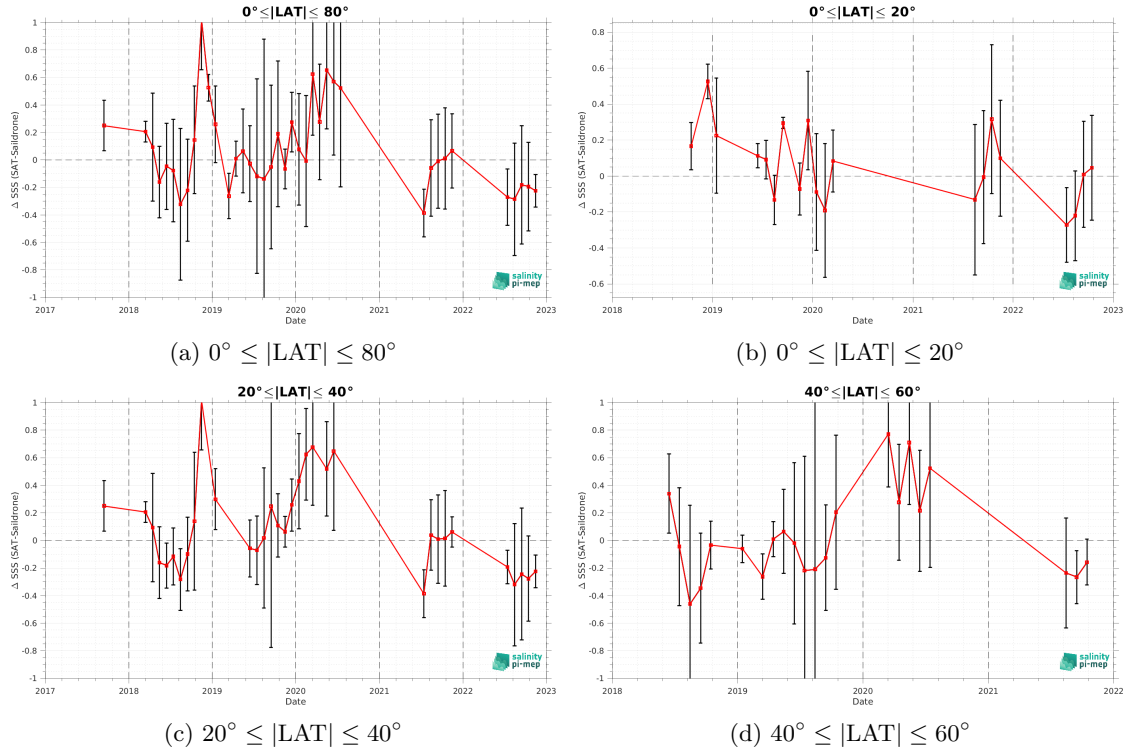 0°≤|LAT|≤ 80°
1
0.8
0.6
0.4
0.2
0
-0.2
-0.4
-0.6
-0.8
-1
Δ SSS (SAT-Saildrone)
2017 2018 2019 2020 2021 2022 2023
Date
salinity
pi-mep
(a) 0° ≤ |LAT| ≤ 80°
0°≤|LAT|≤ 20°
0.8
0.6
0.4
0.2
0
-0.2
-0.4
-0.6
Δ SSS (SAT-Saildrone)
2018 2019 2020 2021 2022 2023
Date
salinity
pi-mep
(b) 0° ≤ |LAT| ≤ 20°
20°≤|LAT|≤ 40°
1
0.8
0.6
0.4
0.2
0
-0.2
-0.4
-0.6
-0.8
-1
Δ SSS (SAT-Saildrone)
2017 2018 2019 2020 2021 2022 2023
Date
salinity
pi-mep
(c) 20° ≤ |LAT| ≤ 40°
40°≤|LAT|≤ 60°
1
0.8
0.6
0.4
0.2
0
-0.2
-0.4
-0.6
-0.8
-1
Δ SSS (SAT-Saildrone)
2018 2019 2020 2021 2022
Date
salinity
pi-mep
(d) 40° ≤ |LAT| ≤ 60°